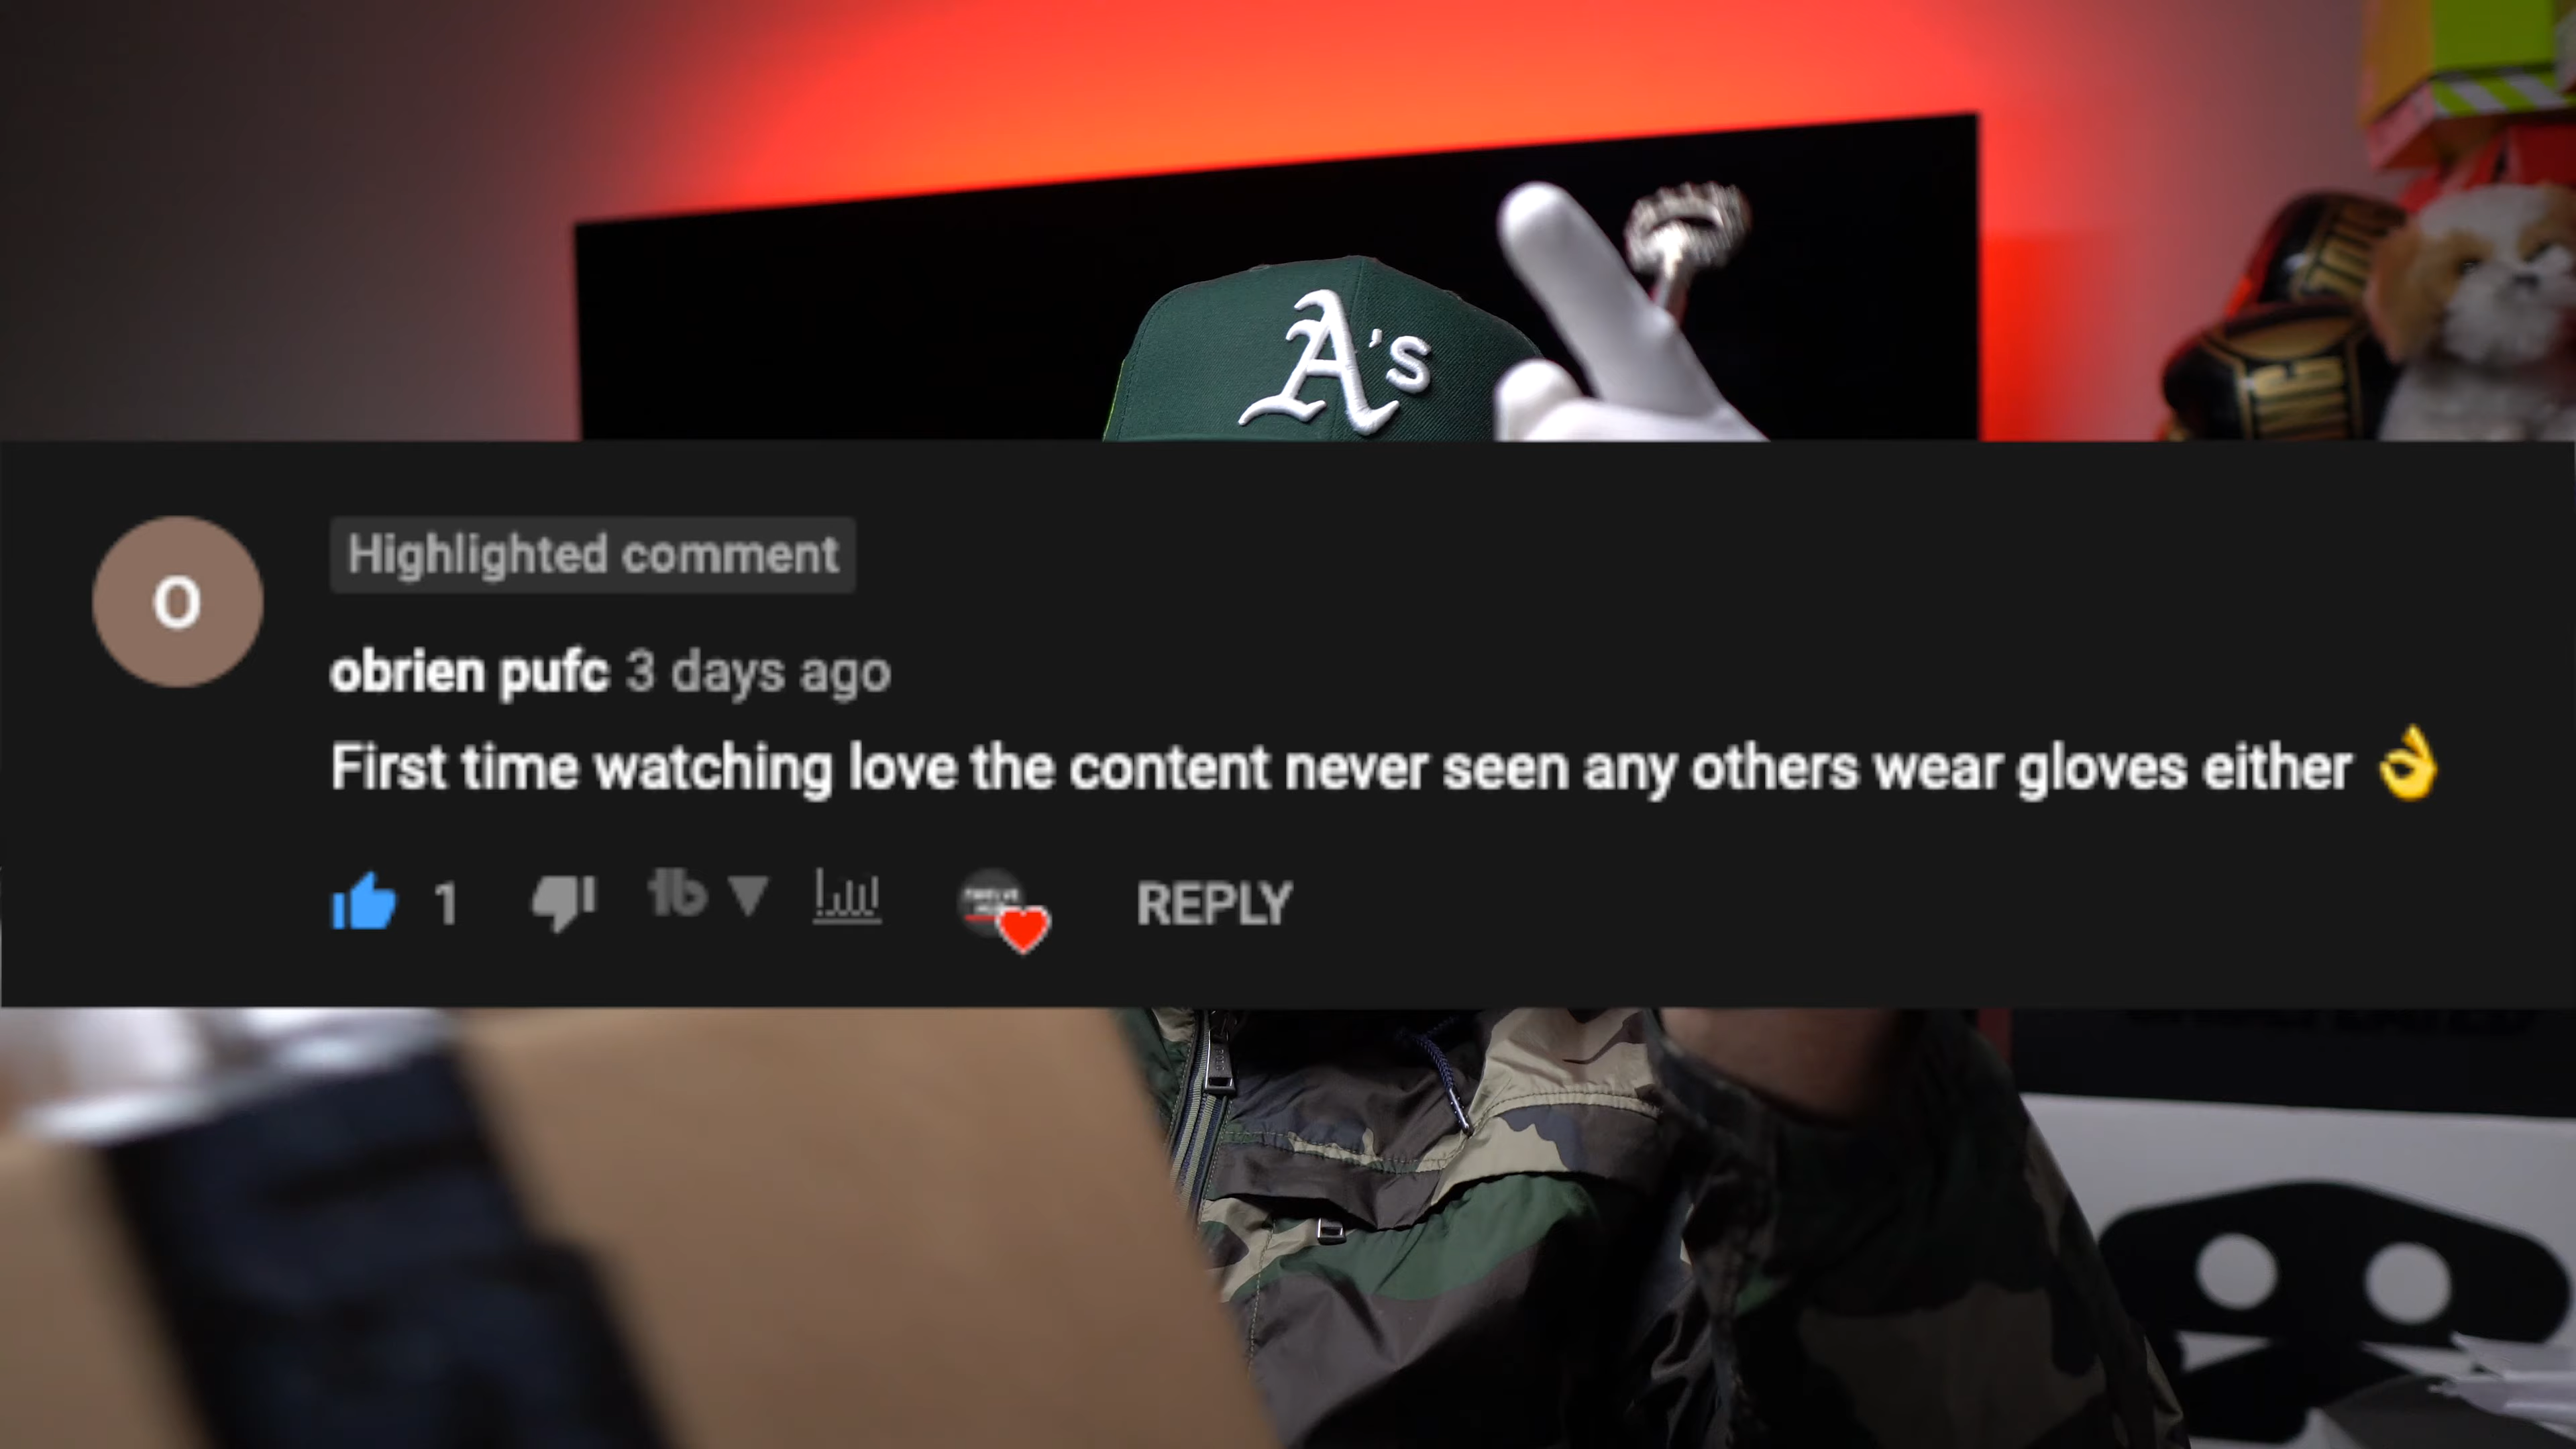 A's
Highlighted comment
O
obrien pufc 3 days ago
First time watching love the content never seen any others wear gloves either 👌
1
REPLY